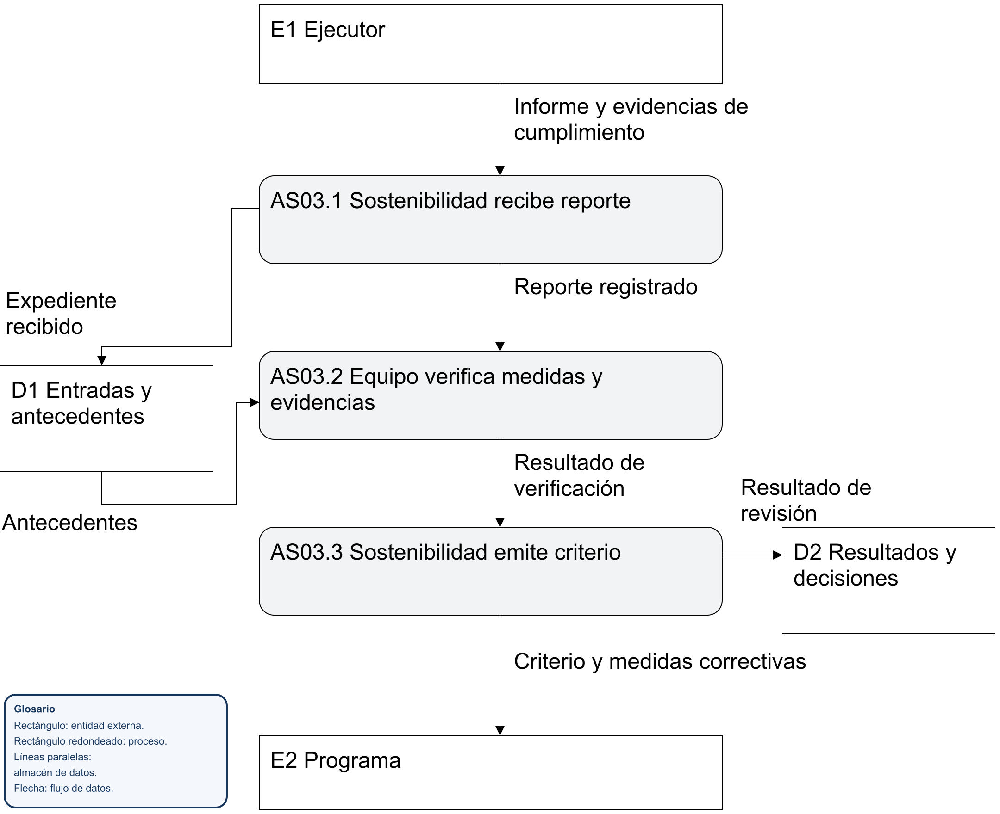 E1 Ejecutor
Informe y evidencias de
cumplimiento
AS03.1 Sostenibilidad recibe reporte
Reporte registrado
Expediente
recibido
D1 Entradas y
antecedentes
AS03.2 Equipo verifica medidas y
evidencias
Antecedentes
Resultado de
verificación
Resultado de
revisión
AS03.3 Sostenibilidad emite criterio
D2 Resultados y
decisiones
Criterio y medidas correctivas
Glosario
Rectángulo: entidad externa.
Rectángulo redondeado: proceso.
Líneas paralelas:
almacén de datos.
Flecha: flujo de datos.
E2 Programa